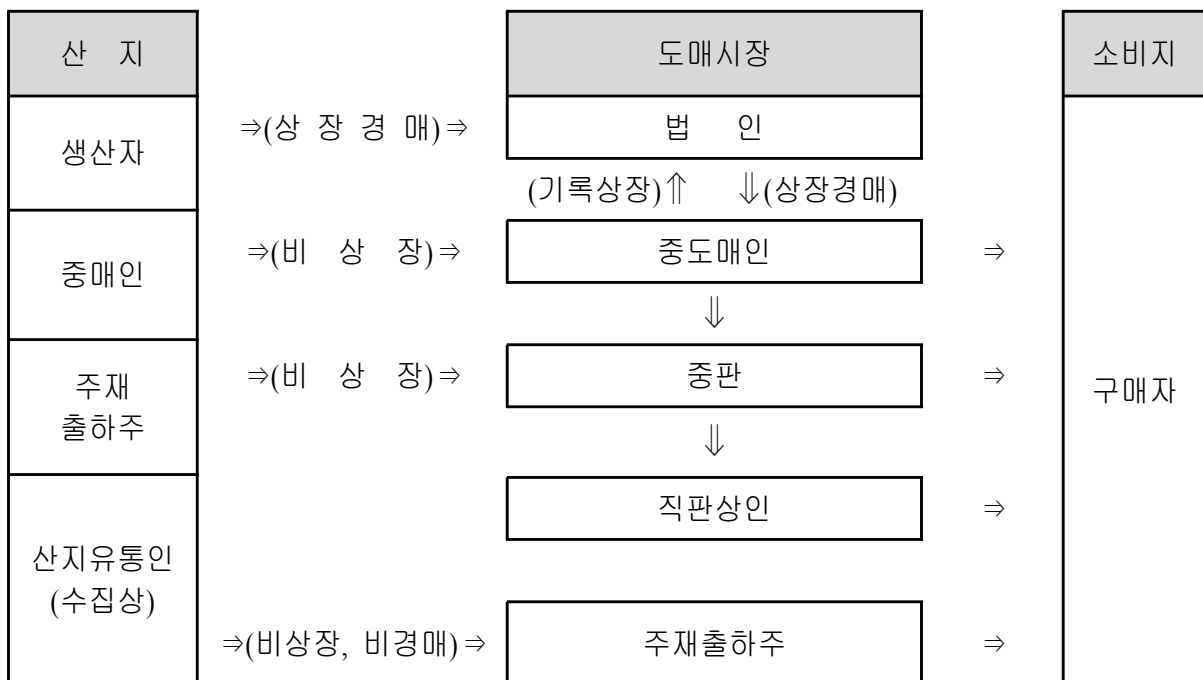 산 지
도매시장
소비지
생산자
⇒(상 장 경 매)⇒
법 인
(기록상장)⇑ ⇓(상장경매)
중매인
⇒(비 상 장)⇒
중도매인
⇒
⇓
주재
출하주
⇒(비 상 장)⇒
중판
⇒
구매자
⇓
직판상인
⇒
산지유통인
(수집상)
⇒(비상장, 비경매)⇒
주재출하주
⇒